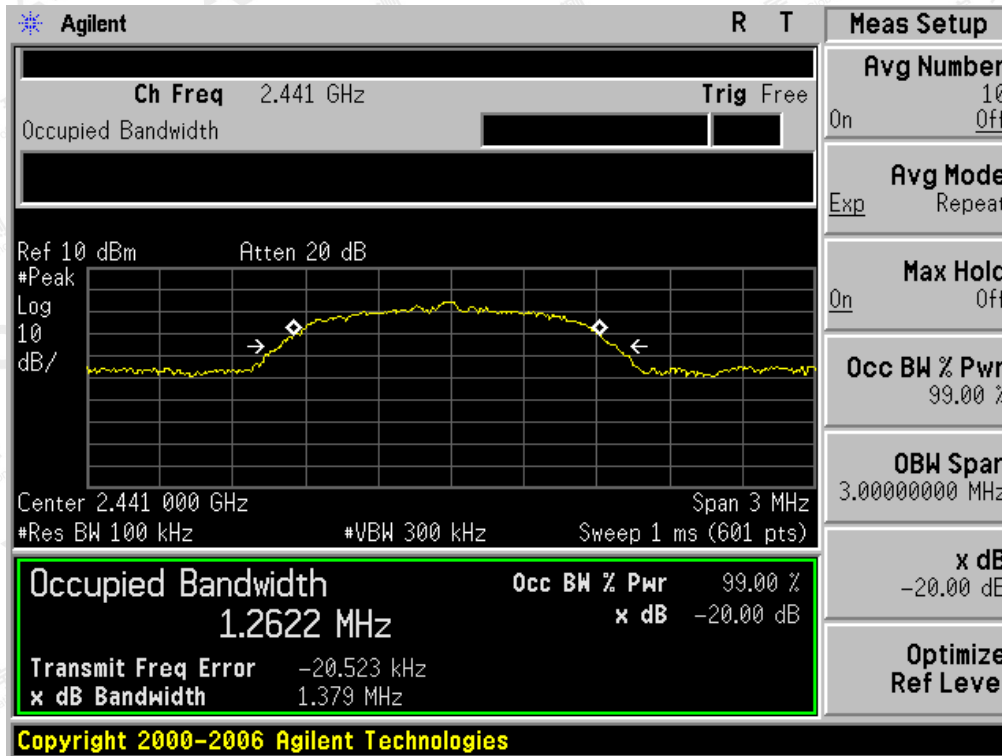 Agilent R T
Meas Setup
Ch Freq 2.441 GHz Trig Free
Occupied Bandwidth
Ref 10 dBm Atten 20 dB
#Peak
Log
10
dB/
Center 2.441 000 GHz Span 3 MHz
#Res BW 100 kHz #VBW 300 kHz Sweep 1 ms (601 pts)
Occupied Bandwidth
1.2622 MHz
Occ BW % Pwr 99.00 %
x dB -20.00 dB
Transmit Freq Error -20.523 kHz
x dB Bandwidth 1.379 MHz
Avg Number
10
On Off
Avg Mode
Exp Repeat
Max Hold
On Off
Occ BW % Pwr
99.00 %
OBW Span
3.00000000 MHz
x dB
-20.00 dB
Optimize
Ref Level
Copyright 2000-2006 Agilent Technologies